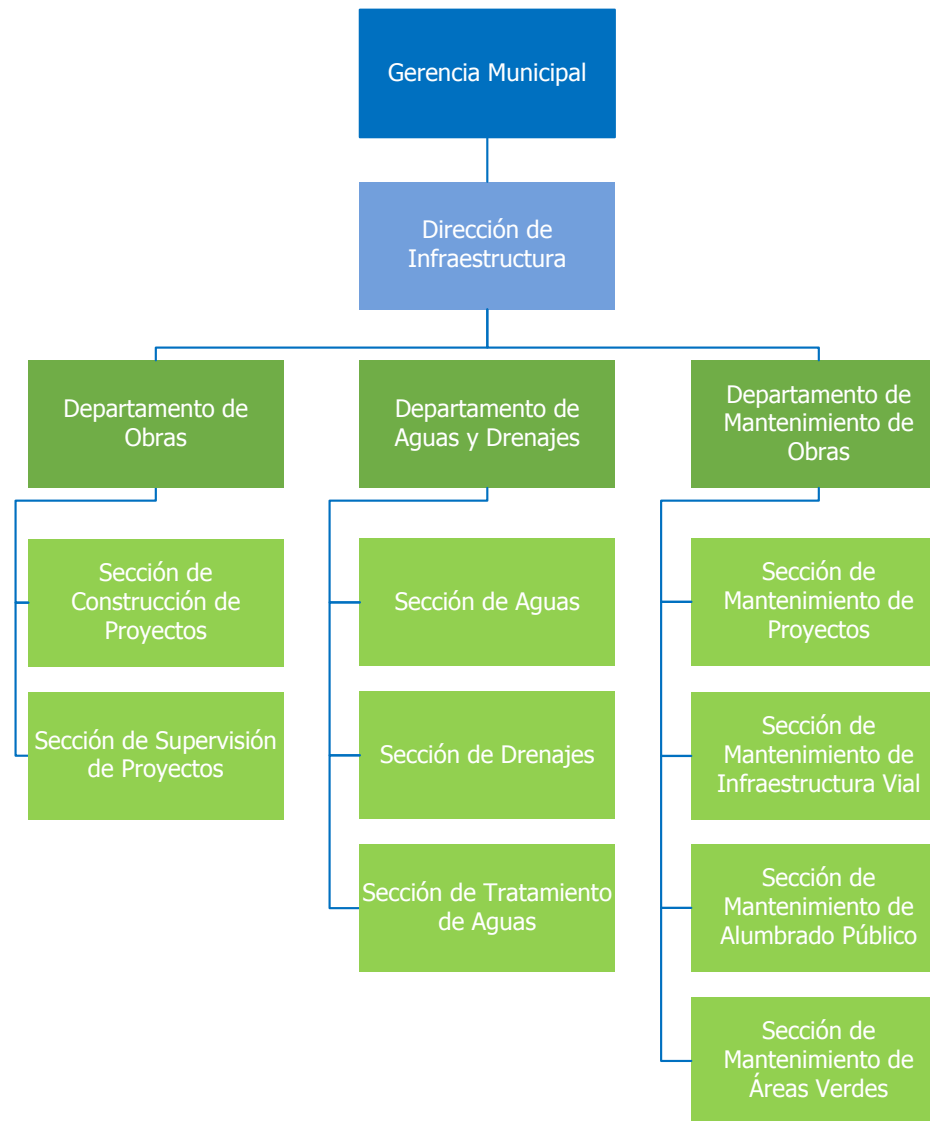 Gerencia Municipal
Dirección de
Infraestructura
Departamento de
Obras
Departamento de
Aguas y Drenajes
Departamento de
Mantenimiento de
Obras
Sección de
Construcción de
Proyectos
Sección de Supervisión
de Proyectos
Sección de Aguas
Sección de Drenajes
Sección de Tratamiento
de Aguas
Sección de
Mantenimiento de
Proyectos
Sección de
Mantenimiento de
Infraestructura Vial
Sección de
Mantenimiento de
Alumbrado Público
Sección de
Mantenimiento de
Áreas Verdes